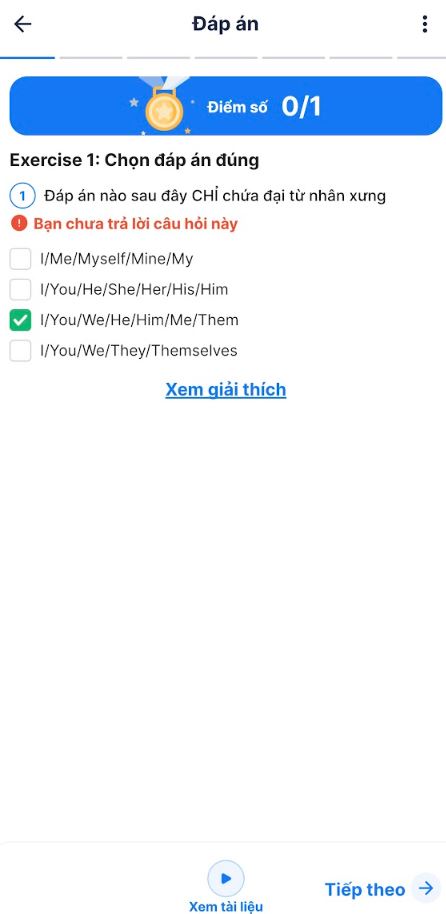 Đáp án
Điểm số 0/1
Exercise 1: Chọn đáp án đúng
1 Đáp án nào sau đây CHỈ chứa đại từ nhân xưng
! Bạn chưa trả lời câu hỏi này
I/Me/Myself/Mine/My
I/You/He/She/Her/His/Him
I/You/We/He/Him/Me/Them
I/You/We/They/Themselves
Xem giải thích
Xem tài liệu
Tiếp theo